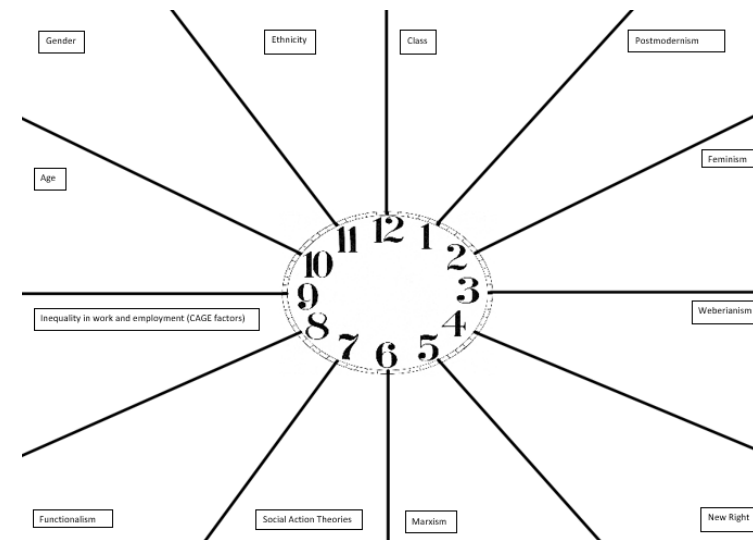 Gender
Ethnicity
Class
Postmodernism
Feminism
Age
12
11
1
10
2
9
3
8
4
7
5
6
Inequality in work and employment (CAGE factors)
Weberianism
Functionalism
Social Action Theories
Marxism
New Right